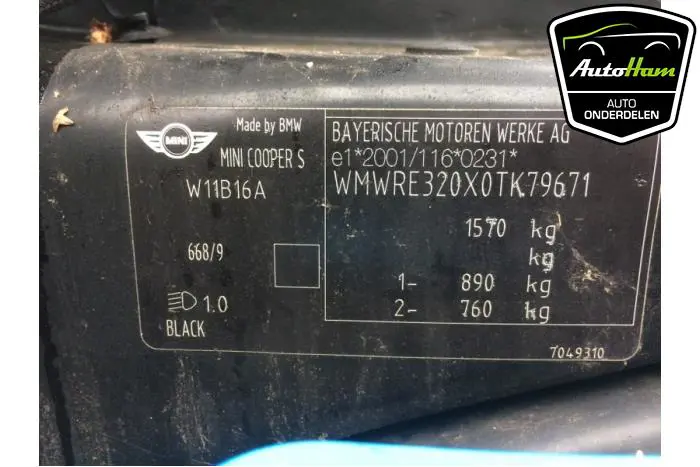 AutoHam
AUTO
ONDERDELEN
MINI
Made by BMW
MINI COOPER S
W11B16A
668/9
1.0
BLACK
BAYERISCHE MOTOREN WERKE AG
e1*2001/116*0231*
WMWRE320X0TK79671
1570 kg
kg
1- 890 kg
2- 760 kg
7049310